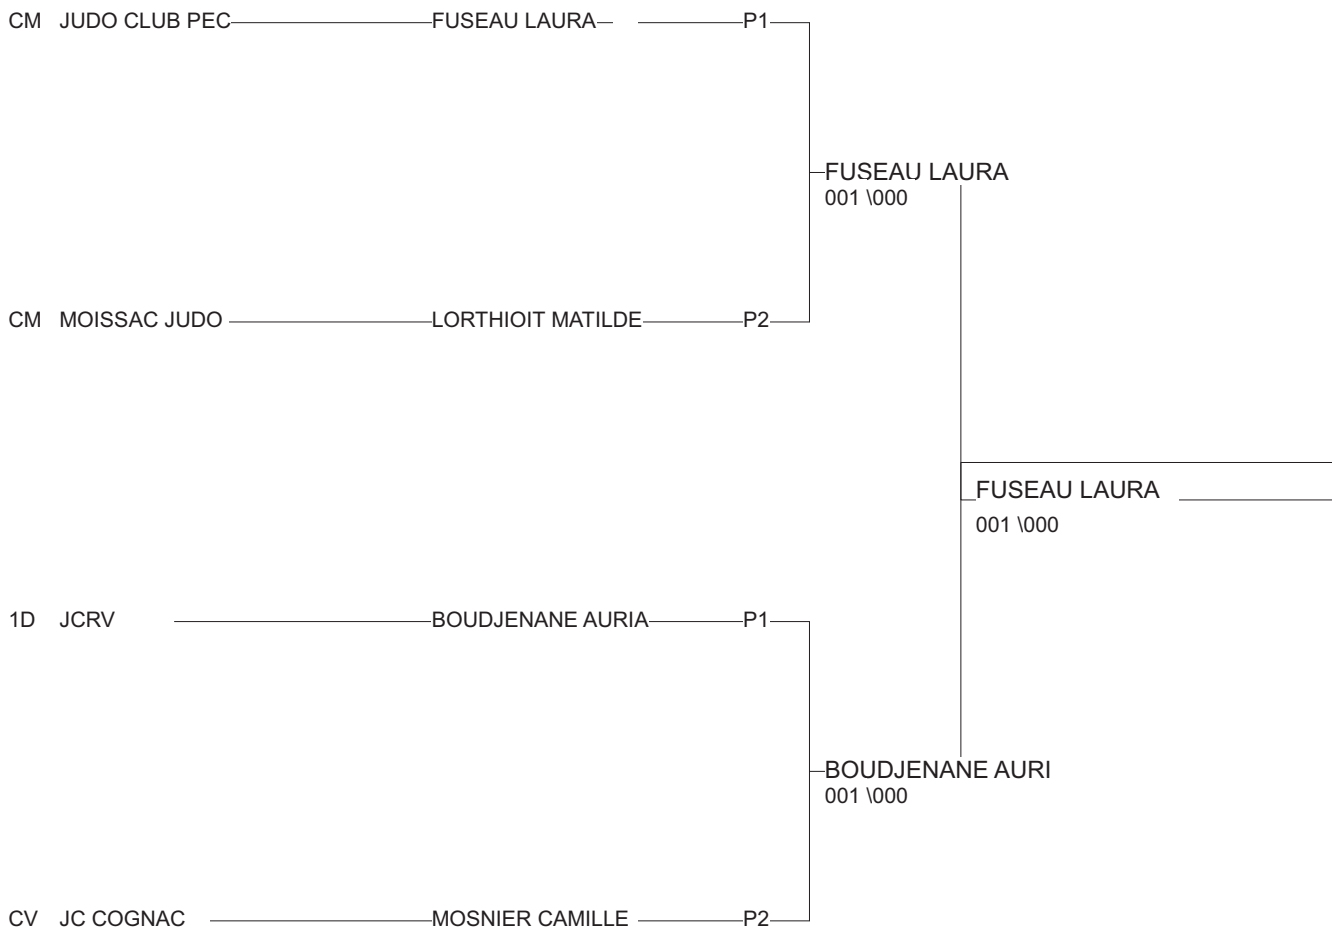 CM JUDO CLUB PEC FUSEAU LAURA P1
FUSEAU LAURA
001 \000
CM MOISSAC JUDO LORTHIOIT MATILDE P2
FUSEAU LAURA
001 \000
1D JCRV BOUDJENANE AURIA P1
BOUDJENANE AURI
001 \000
CV JC COGNAC MOSNIER CAMILLE P2